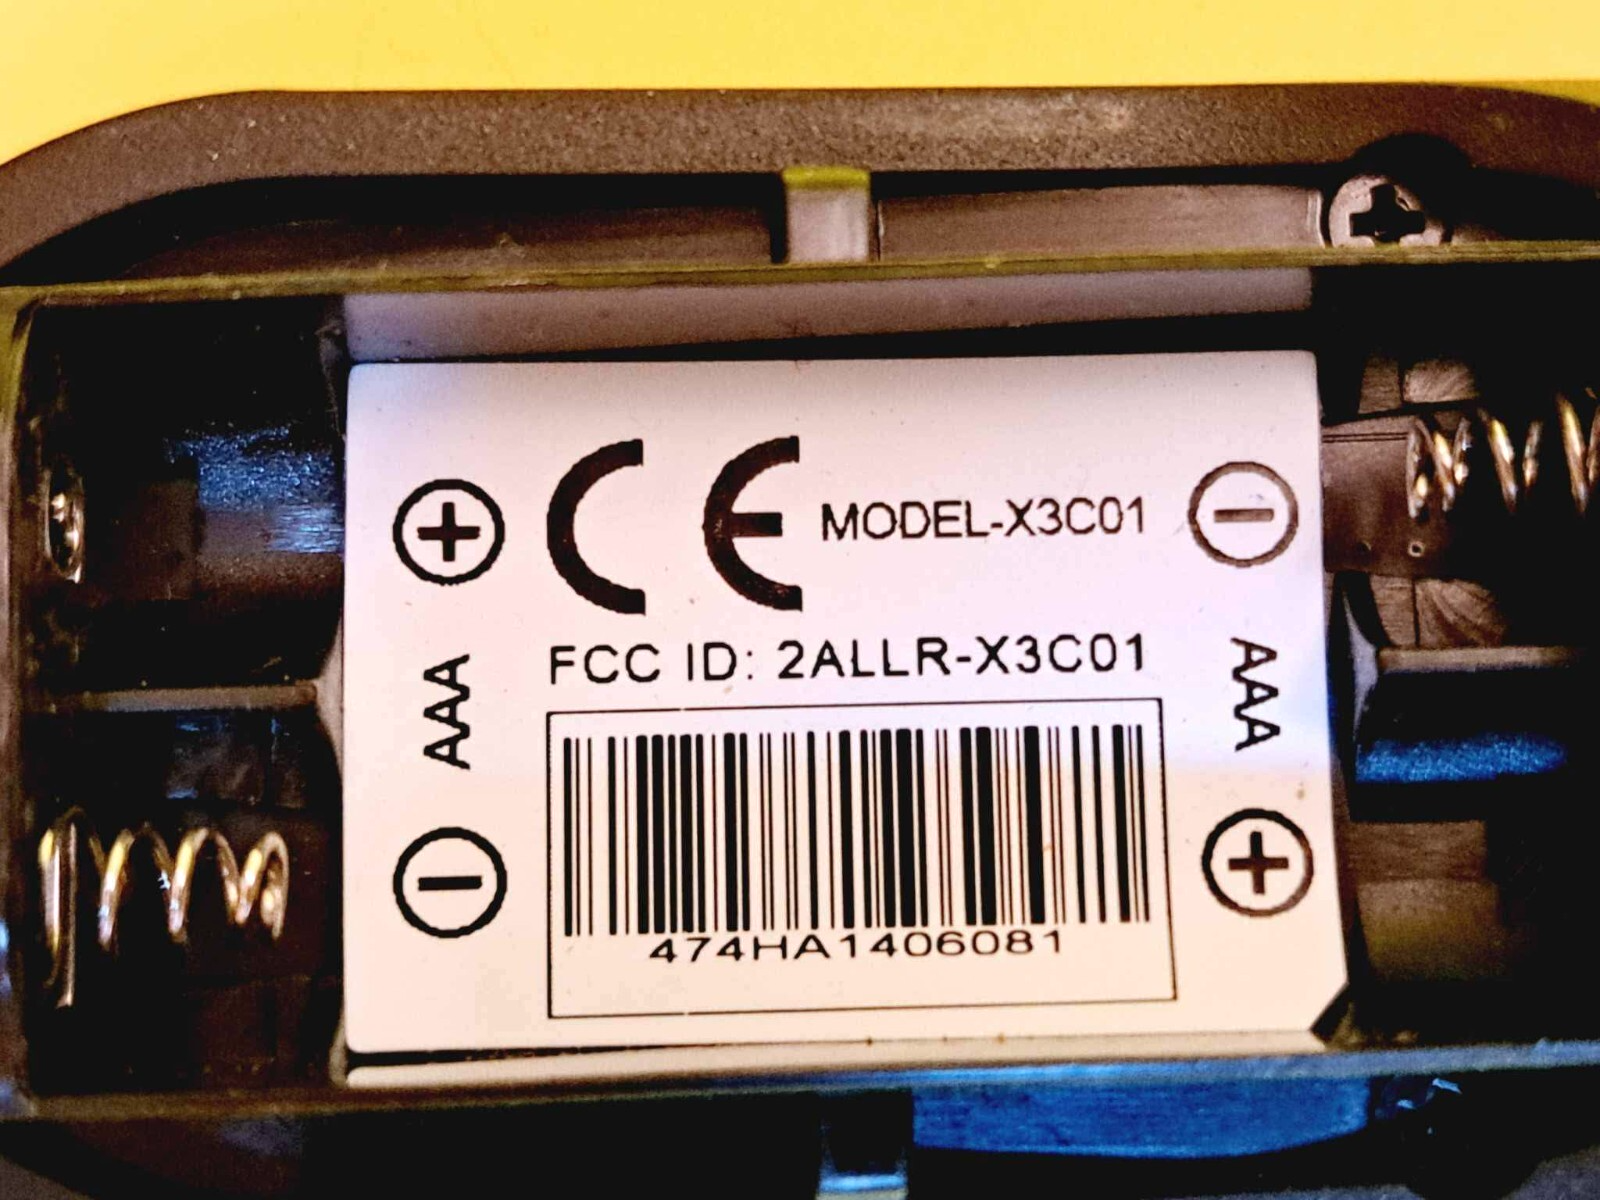 CE MODEL-X3C01
FCC ID: 2ALLR-X3C01
AAA
AAA
474HA1406081